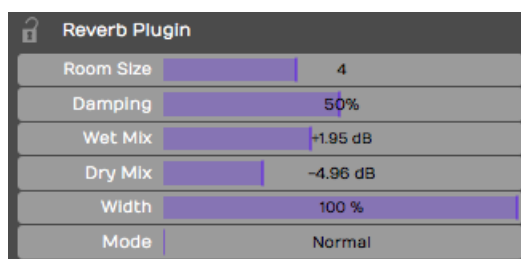 Reverb Plugin
Room Size 4
Damping 50%
Wet Mix +1.95 dB
Dry Mix -4.96 dB
Width 100 %
Mode Normal